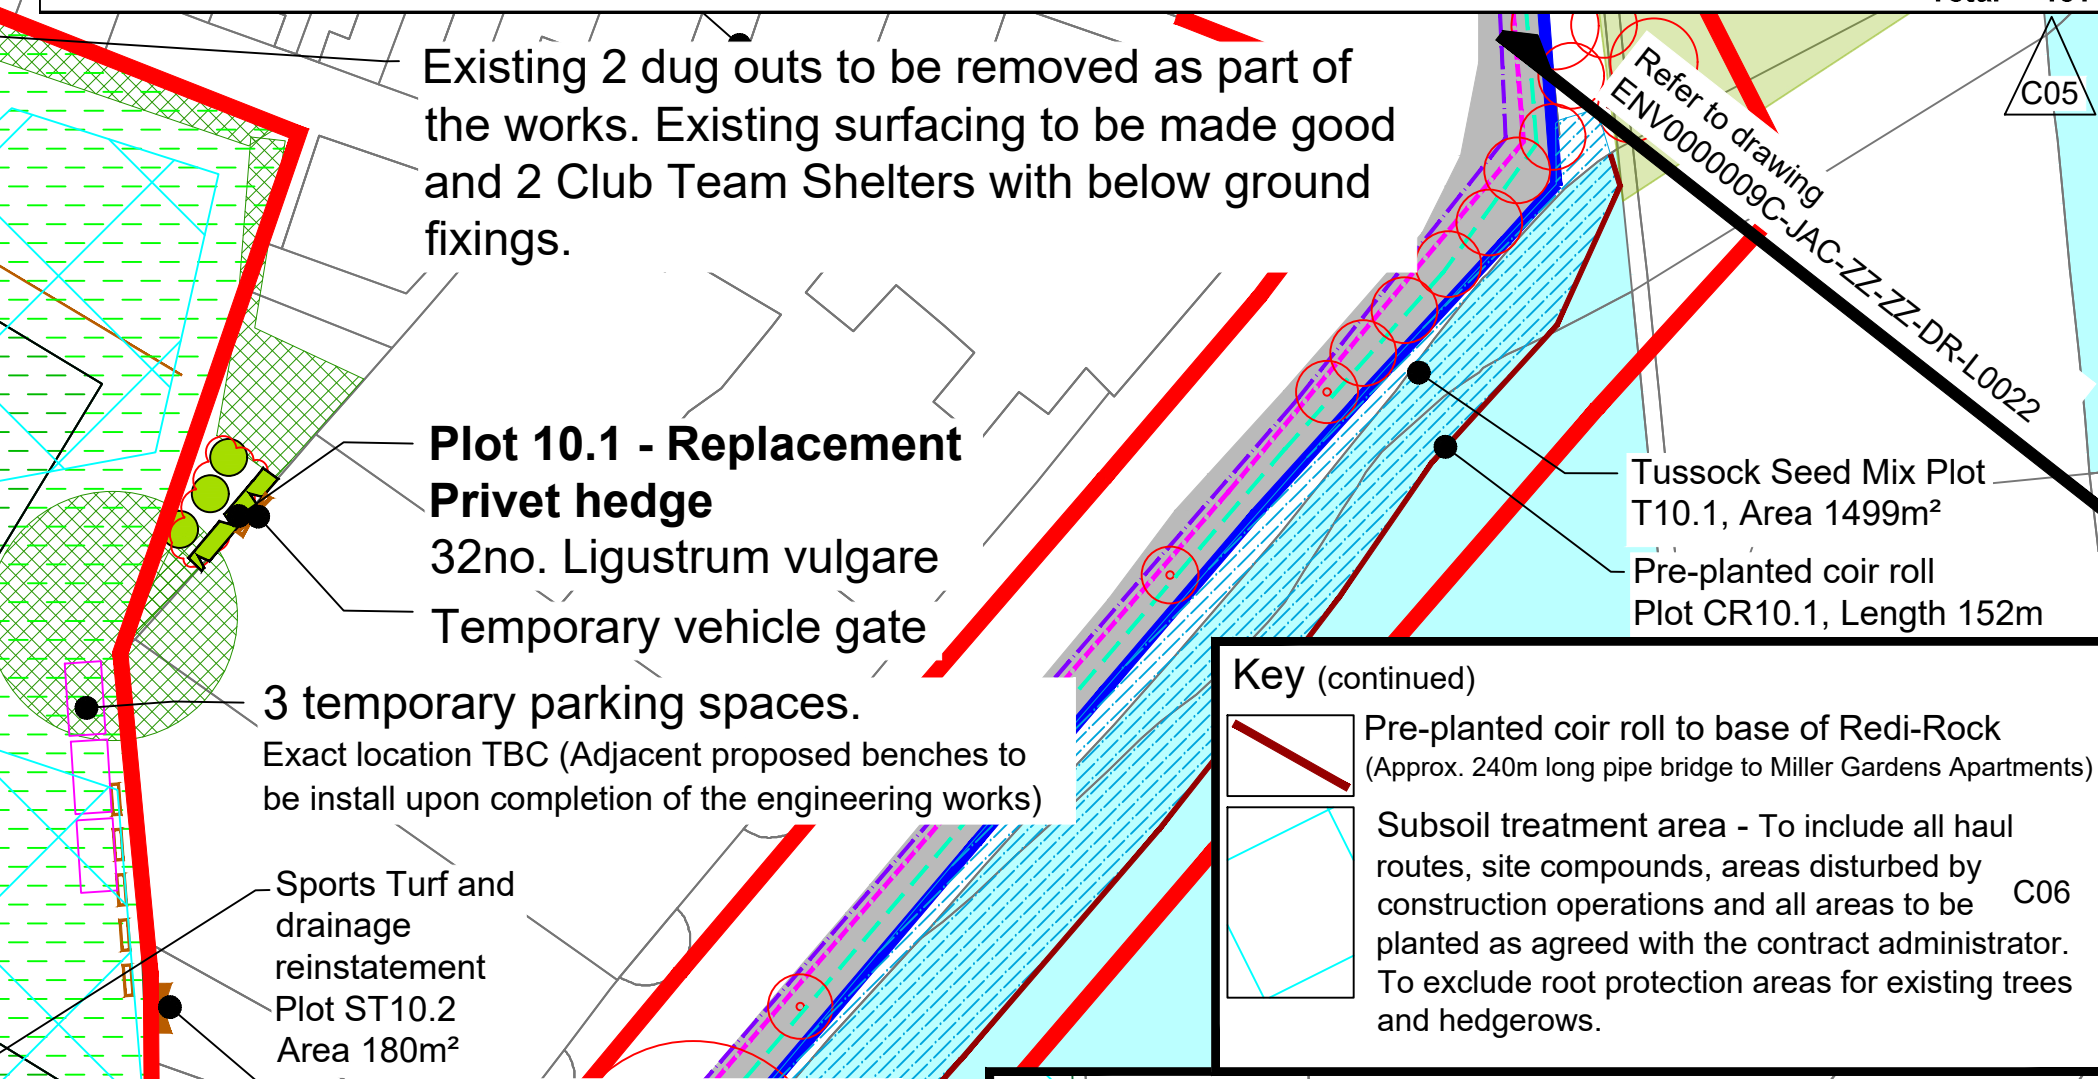 C05
Existing 2 dug outs to be removed as part of
the works. Existing surfacing to be made good
and 2 Club Team Shelters with below ground
fixings.
Refer to drawing
ENV0000009C-JAC-ZZ-ZZ-DR-L0022
Plot 10.1 - Replacement
Privet hedge
32no. Ligustrum vulgare
Temporary vehicle gate
Tussock Seed Mix Plot
T10.1, Area 1499m²
Pre-planted coir roll
Plot CR10.1, Length 152m
3 temporary parking spaces.
Exact location TBC (Adjacent proposed benches to
be install upon completion of the engineering works)
Sports Turf and
drainage
reinstatement
Plot ST10.2
Area 180m²
Key (continued)
Pre-planted coir roll to base of Redi-Rock
(Approx. 240m long pipe bridge to Miller Gardens Apartments)
Subsoil treatment area - To include all haul
routes, site compounds, areas disturbed by
construction operations and all areas to be
planted as agreed with the contract administrator.
To exclude root protection areas for existing trees
and hedgerows.
C06